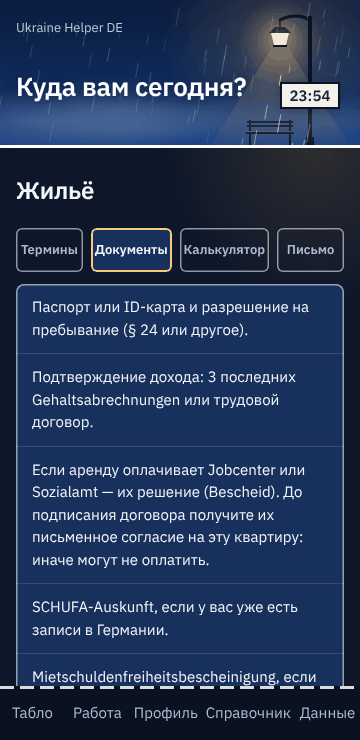 Ukraine Helper DE
Куда вам сегодня?
23:54
Жильё
Термины
Документы
Калькулятор
Письмо
Паспорт или ID-карта и разрешение на
пребывание (§ 24 или другое).
Подтверждение дохода: 3 последних
Gehaltsabrechnungen или трудовой
договор.
Если аренду оплачивает Jobcenter или
Sozialamt — их решение (Bescheid). До
подписания договора получите их
письменное согласие на эту квартиру:
иначе могут не оплатить.
SCHUFA-Auskunft, если у вас уже есть
записи в Германии.
Mietschuldenfreiheitsbescheinigung, если
Табло
Работа
Профиль
Справочник
Данные